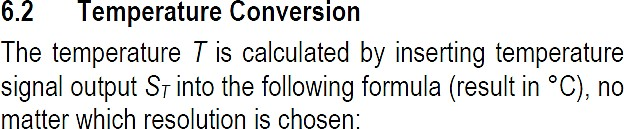 6.2 Temperature Conversion
The temperature T is calculated by inserting temperature
signal output ST into the following formula (result in °C), no
matter which resolution is chosen: